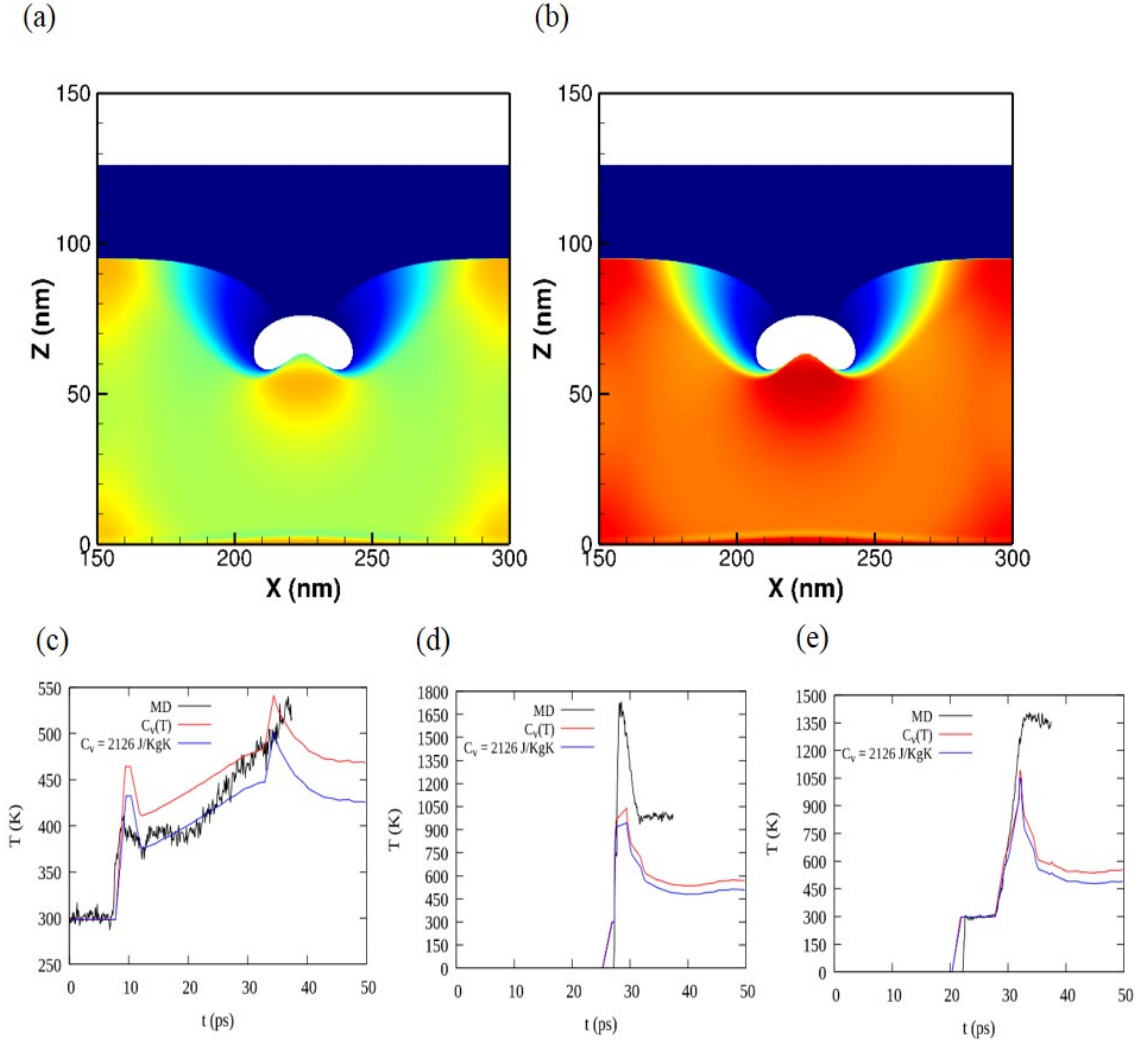 (a)
(b)
150
100
50
0
Z (nm)
150
200
250
300
X (nm)
150
100
50
0
Z (nm)
150
200
250
300
X (nm)
(c)
(d)
(e)
550
500
450
400
350
300
250
T (K)
MD
Cv(T)
Cv = 2126 J/KgK
0
10
20
30
40
50
t (ps)
1800
1650
1500
1350
1200
1050
900
750
600
450
300
150
0
T (K)
MD
Cv(T)
Cv = 2126 J/KgK
0
10
20
30
40
50
t (ps)
1500
1350
1200
1050
900
750
600
450
300
150
0
T (K)
MD
Cv(T)
Cv = 2126 J/KgK
0
10
20
30
40
50
t (ps)